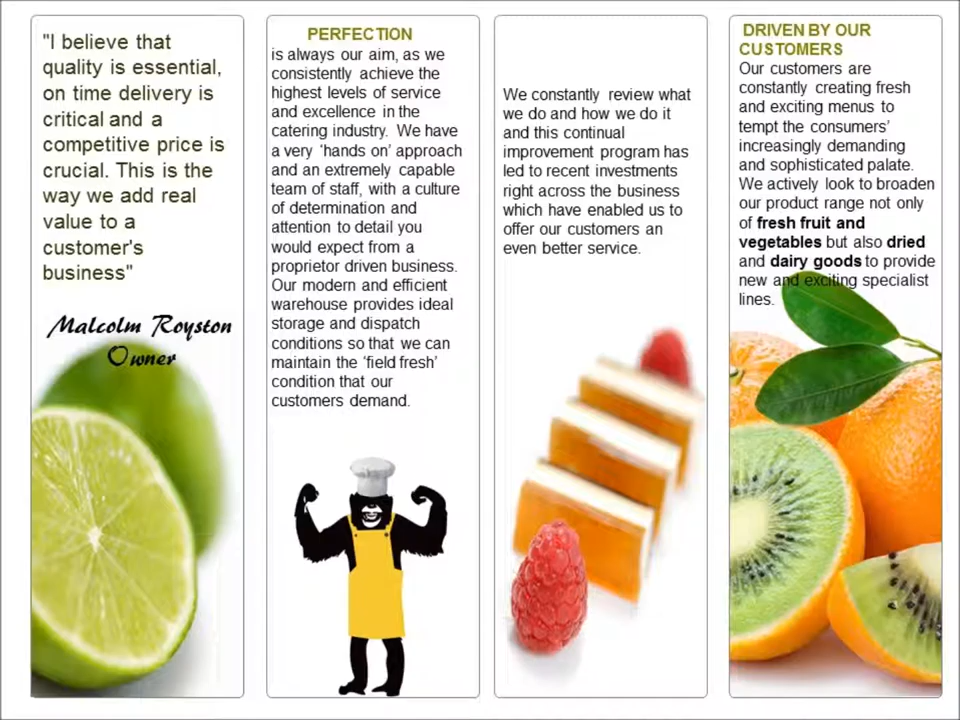 "I believe that
quality is essential,
on time delivery is
critical and a
competitive price is
crucial. This is the
way we add real
value to a
customer's
business"
Malcolm Royston
Owner
PERFECTION
is always our aim, as we
consistently achieve the
highest levels of service
and excellence in the
catering industry. We have
a very ‘hands on’ approach
and an extremely capable
team of staff, with a culture
of determination and
attention to detail you
would expect from a
proprietor driven business.
Our modern and efficient
warehouse provides ideal
storage and dispatch
conditions so that we can
maintain the ‘field fresh’
condition that our
customers demand.
We constantly review what
we do and how we do it
and this continual
improvement program has
led to recent investments
right across the business
which have enabled us to
offer our customers an
even better service.
DRIVEN BY OUR
CUSTOMERS
Our customers are
constantly creating fresh
and exciting menus to
tempt the consumers’
increasingly demanding
and sophisticated palate.
We actively look to broaden
our product range not only
of fresh fruit and
vegetables but also dried
and dairy goods to provide
new and exciting specialist
lines.